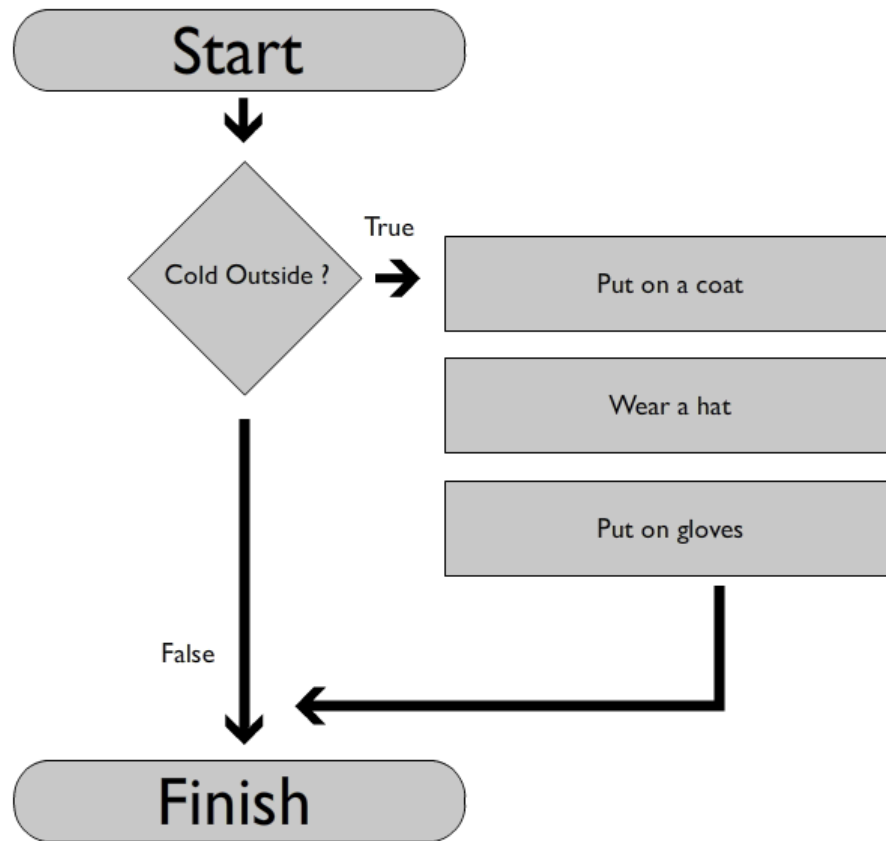 Start
Cold Outside ?
True
Put on a coat
Wear a hat
Put on gloves
False
Finish